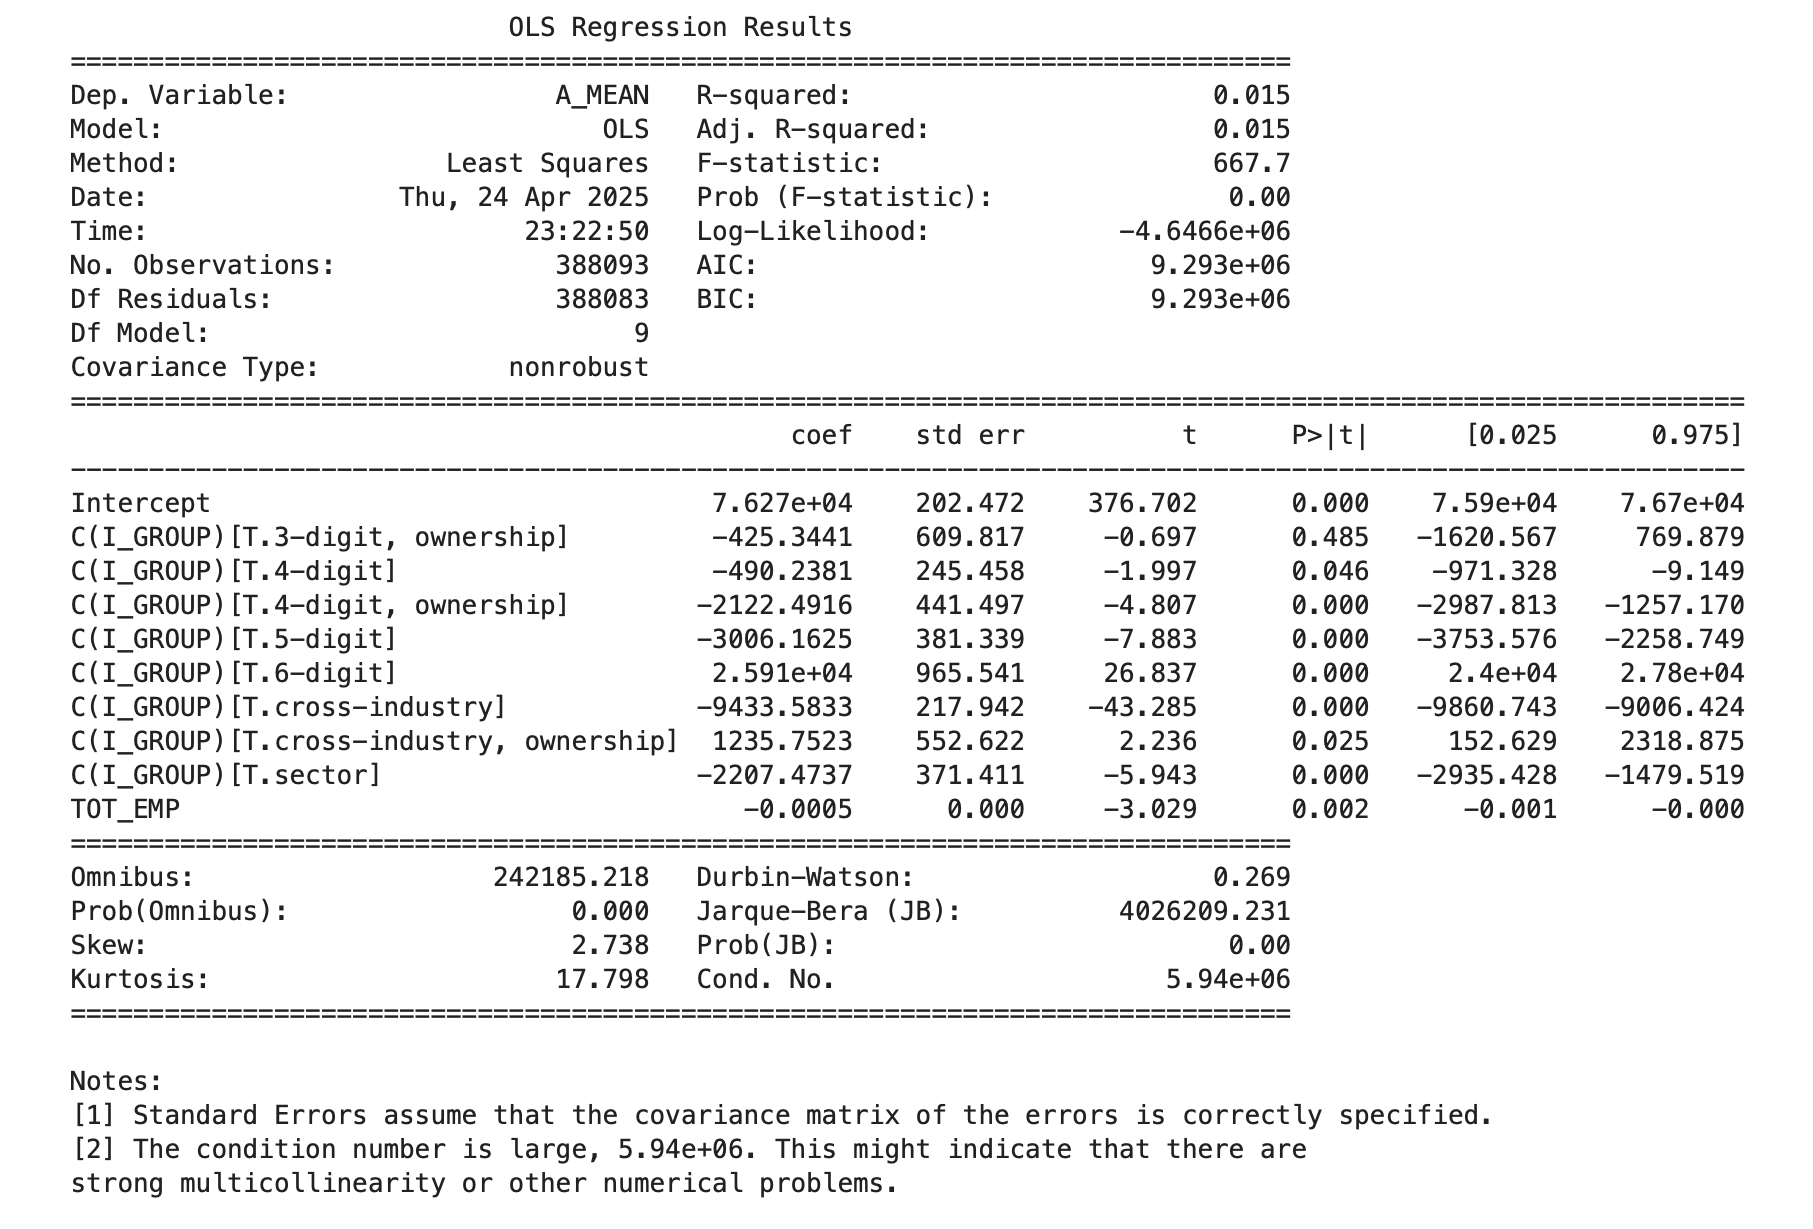 OLS Regression Results
==============================================================================
Dep. Variable:                 A_MEAN   R-squared:                       0.015
Model:                            OLS   Adj. R-squared:                  0.015
Method:                 Least Squares   F-statistic:                     667.7
Date:                Thu, 24 Apr 2025   Prob (F-statistic):               0.00
Time:                        23:22:50   Log-Likelihood:            -4.6466e+06
No. Observations:              388093   AIC:                         9.293e+06
Df Residuals:                  388083   BIC:                         9.293e+06
Df Model:                           9
Covariance Type:            nonrobust
===========================================================================================================
                                              coef    std err          t      P>|t|      [0.025      0.975]
-----------------------------------------------------------------------------------------------------------
Intercept                                7.627e+04    202.472    376.702      0.000    7.59e+04    7.67e+04
C(I_GROUP)[T.3-digit, ownership]         -425.3441    609.817     -0.697      0.485   -1620.567     769.879
C(I_GROUP)[T.4-digit]                    -490.2381    245.458     -1.997      0.046    -971.328      -9.149
C(I_GROUP)[T.4-digit, ownership]        -2122.4916    441.497     -4.807      0.000   -2987.813   -1257.170
C(I_GROUP)[T.5-digit]                   -3006.1625    381.339     -7.883      0.000   -3753.576   -2258.749
C(I_GROUP)[T.6-digit]                    2.591e+04    965.541     26.837      0.000     2.4e+04    2.78e+04
C(I_GROUP)[T.cross-industry]            -9433.5833    217.942    -43.285      0.000   -9860.743   -9006.424
C(I_GROUP)[T.cross-industry, ownership]  1235.7523    552.622      2.236      0.025     152.629    2318.875
C(I_GROUP)[T.sector]                    -2207.4737    371.411     -5.943      0.000   -2935.428   -1479.519
TOT_EMP                                    -0.0005      0.000     -3.029      0.002      -0.001      -0.000
==============================================================================
Omnibus:                   242185.218   Durbin-Watson:                   0.269
Prob(Omnibus):                  0.000   Jarque-Bera (JB):          4026209.231
Skew:                           2.738   Prob(JB):                         0.00
Kurtosis:                      17.798   Cond. No.                     5.94e+06
==============================================================================
Notes:
[1] Standard Errors assume that the covariance matrix of the errors is correctly specified.
[2] The condition number is large, 5.94e+06. This might indicate that there are
strong multicollinearity or other numerical problems.